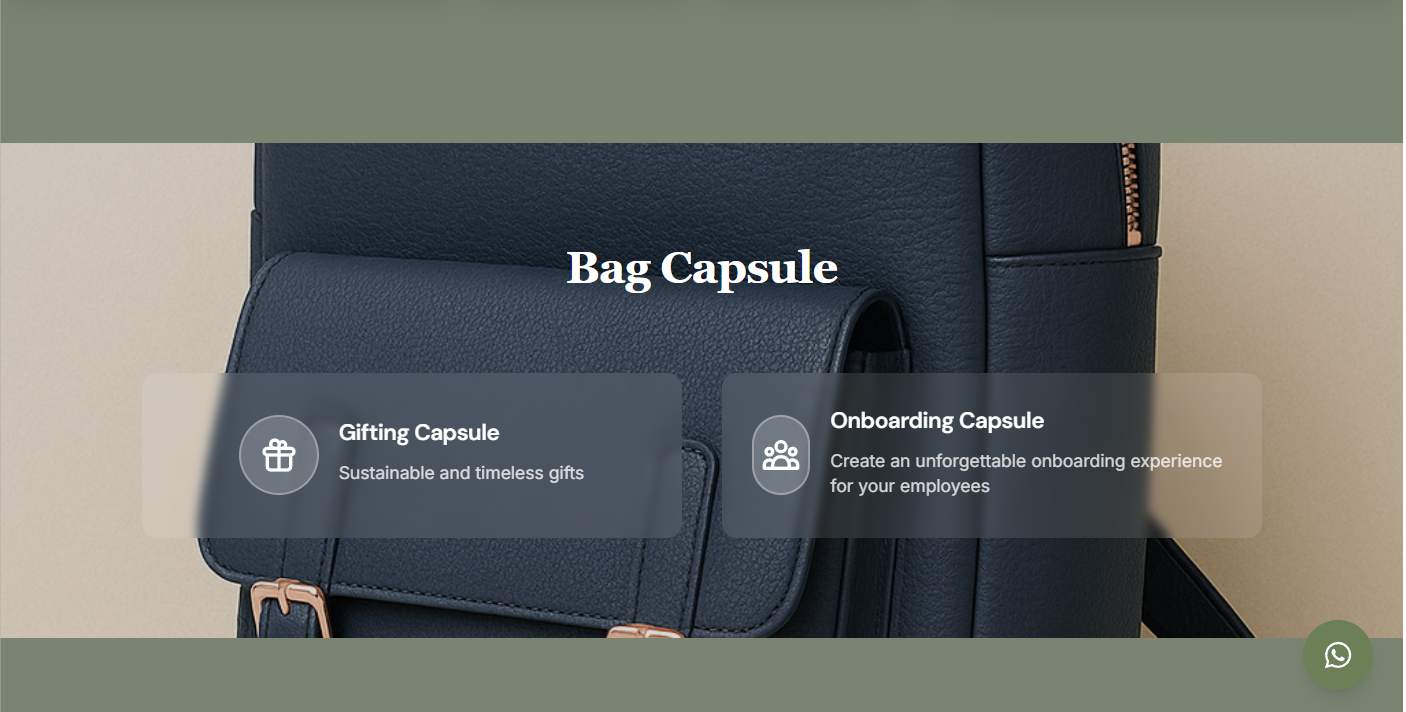 Bag Capsule
Gifting Capsule
Sustainable and timeless gifts
Onboarding Capsule
Create an unforgettable onboarding experience
for your employees